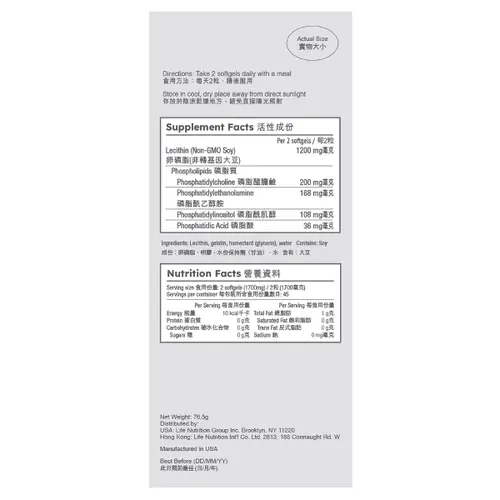 Actual Size
實物大小
Directions: Take 2 softgels daily with a meal
食用方法：每天2粒，隨後服用
Store in cool, dry place away from direct sunlight
存放於陰涼乾燥地方，避免直接陽光照射
Supplement Facts 活性成份
Per 2 softgels / 每2粒
Lecithin (Non-GMO Soy) 1200 mg毫克
卵磷脂(非精基因大豆)
Phospholipids 磷脂質
Phosphatidylcholine 磷脂醯膽鹼 200 mg毫克
Phosphatidylethanolamine 168 mg毫克
磷脂酰乙醇胺
Phosphatidylinositol 磷脂酰肌醇 108 mg毫克
Phosphatidic Acid 磷脂酸 36 mg毫克
Ingredients: Lecithin, gelatin, humectant (glycerin), water Contains: Soy
成份：卵磷脂、明膠、水份保持劑（甘油）、水 含有：大豆
Nutrition Facts 營養資料
Serving size 食用份量: 2 softgels (1700mg) / 2粒 (1700毫克)
Servings per container 每包裝所含食用份量數目: 45
Per Serving 每食用份量 Per Serving 每食用份量
Energy 能量 10 kcal千卡 Total Fat 總脂肪 1 g克
Protein 蛋白質 0 g克 Saturated Fat 飽和脂肪 0 g克
Carbohydrates 碳水化合物 0 g克 Trans Fat 反式脂肪 0 g克
Sugars 糖 0 g克 Sodium 鈉 0 mg毫克
Net Weight: 76.5g
Distributed by:
USA: Life Nutrition Group Inc. Brooklyn, NY 11220
Hong Kong: Life Nutrition Int'l Co. Ltd. 2813, 188 Connaught Rd. W
Manufactured in USA
Best Before (DD/MM/YY)
此日期前最佳 (日/月/年)